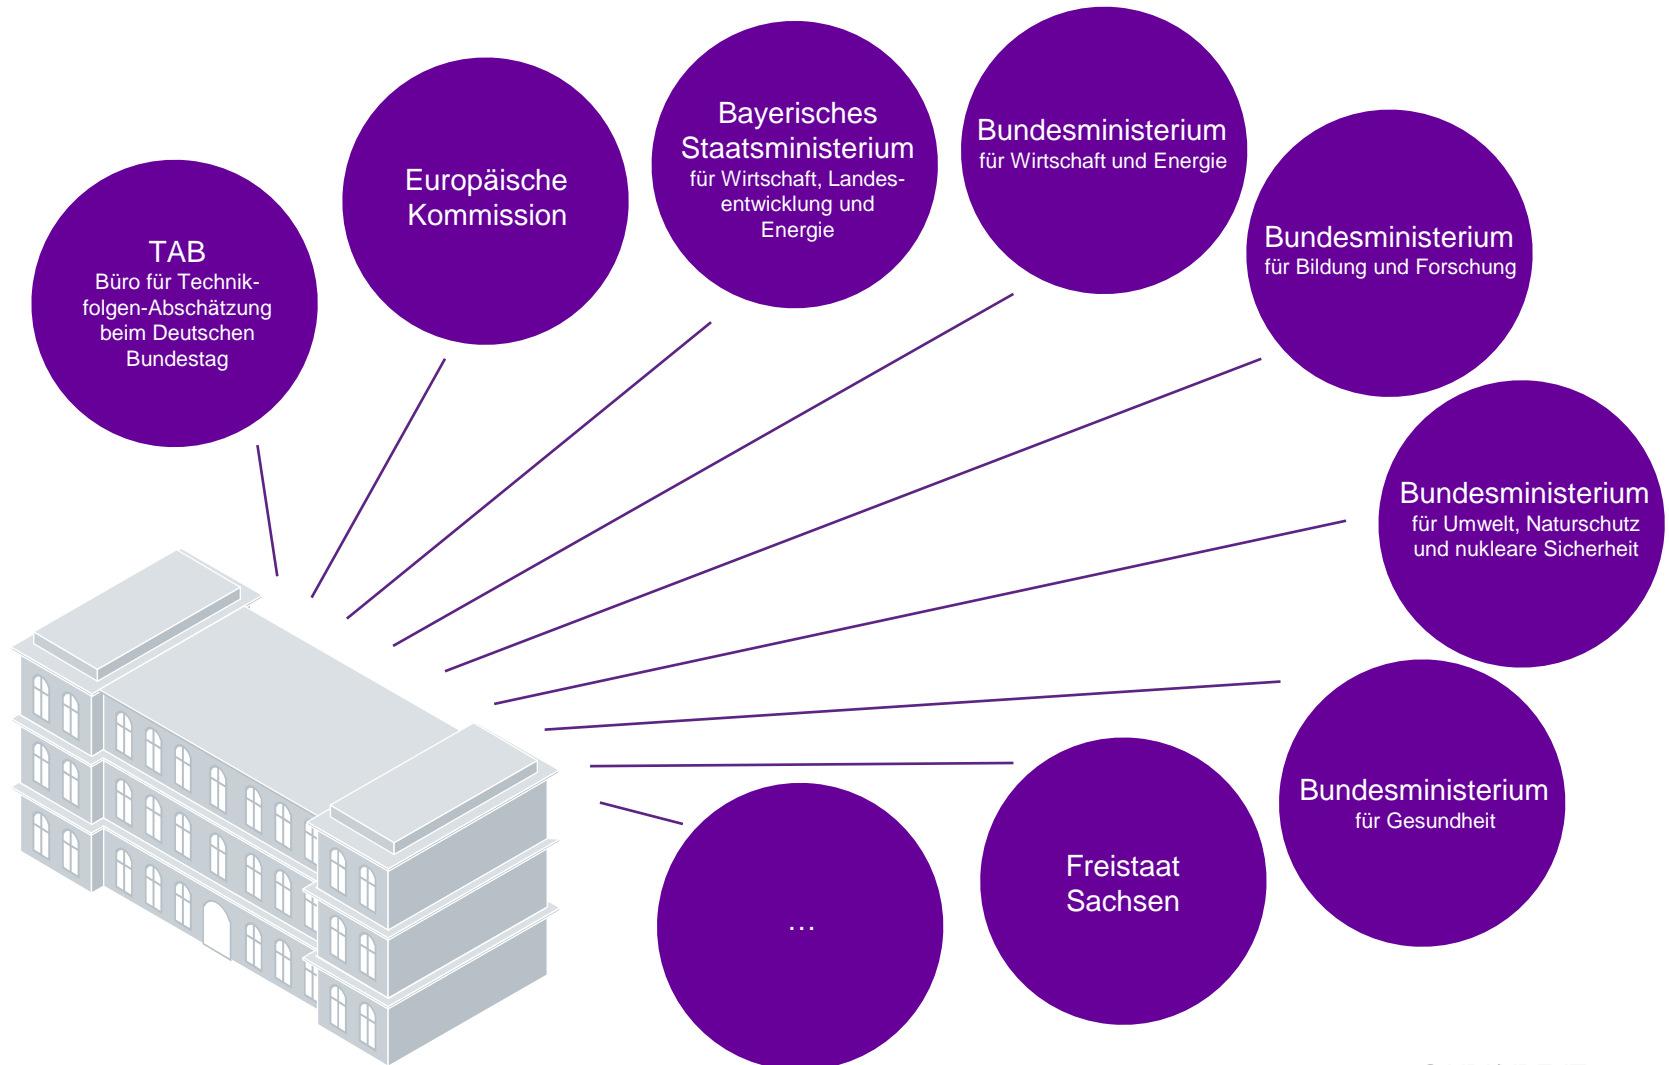 TAB
Büro für Technik-
folgen-Abschätzung
beim Deutschen
Bundestag
Europäische
Kommission
Bayerisches
Staatsministerium
für Wirtschaft, Landes-
entwicklung und
Energie
Bundesministerium
für Wirtschaft und Energie
Bundesministerium
für Bildung und Forschung
Bundesministerium
für Umwelt, Naturschutz
und nukleare Sicherheit
Bundesministerium
für Gesundheit
Freistaat
Sachsen
…